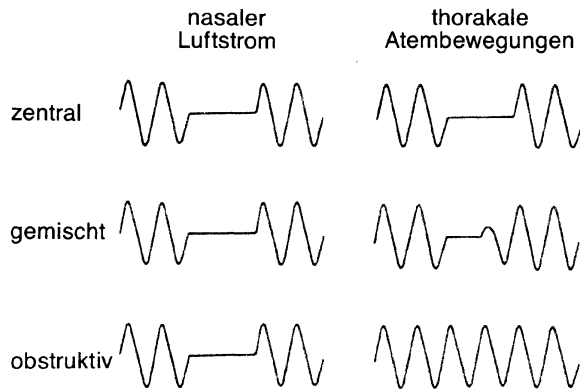 nasaler
Luftstrom
thorakale
Atembewegungen
zentral
gemischt
obstruktiv